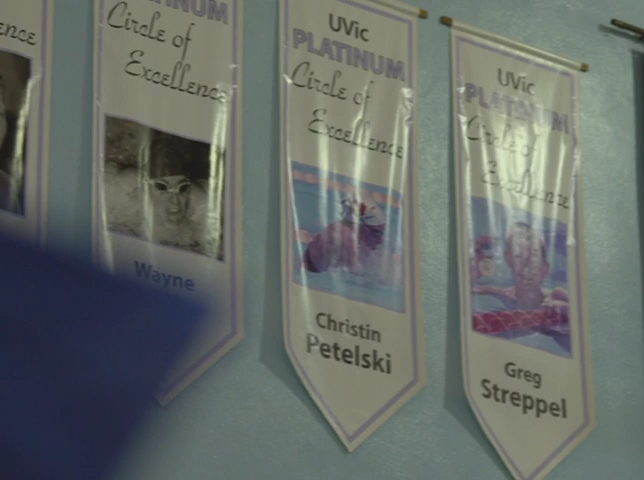 ence
PLATINUM
Circle of
Excellence
Wayne
UVic
PLATINUM
Circle of
Excellence
Christin
Petelski
UVic
PLATINUM
Circle of
Excellence
Greg
Streppel